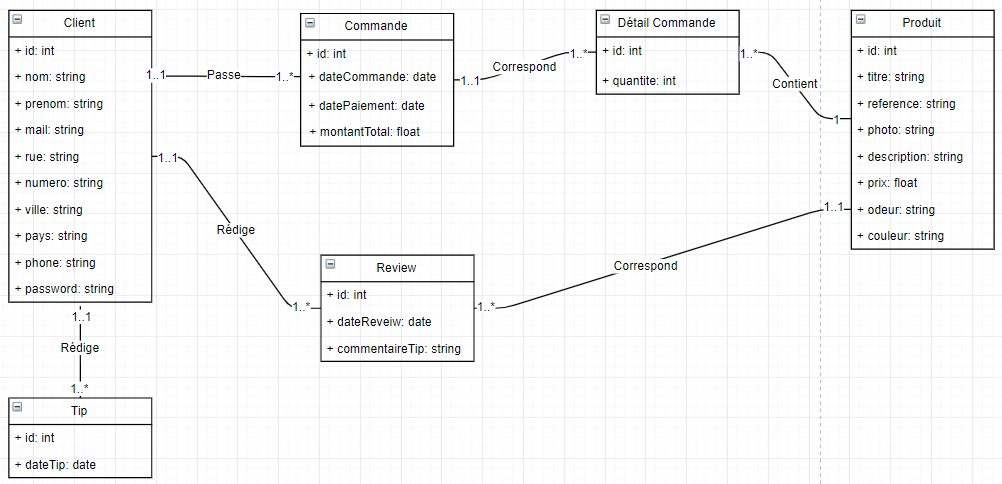 Client
+ id: int
+ nom: string
+ prenom: string
+ mail: string
+ rue: string
+ numero: string
+ ville: string
+ pays: string
+ phone: string
+ password: string
1..1
Passe
1..*
Commande
+ id: int
+ dateCommande: date
+ datePaiement: date
+ montantTotal: float
1..1
Correspond
1..*
Détail Commande
+ id: int
+ quantite: int
1..*
Contient
1
Produit
+ id: int
+ titre: string
+ reference: string
+ photo: string
+ description: string
+ prix: float
+ odeur: string
+ couleur: string
1..1
Rédige
1..*
Review
+ id: int
+ dateReveiw: date
+ commentaireTip: string
1..*
Correspond
1..1
1..1
Rédige
1..*
Tip
+ id: int
+ dateTip: date